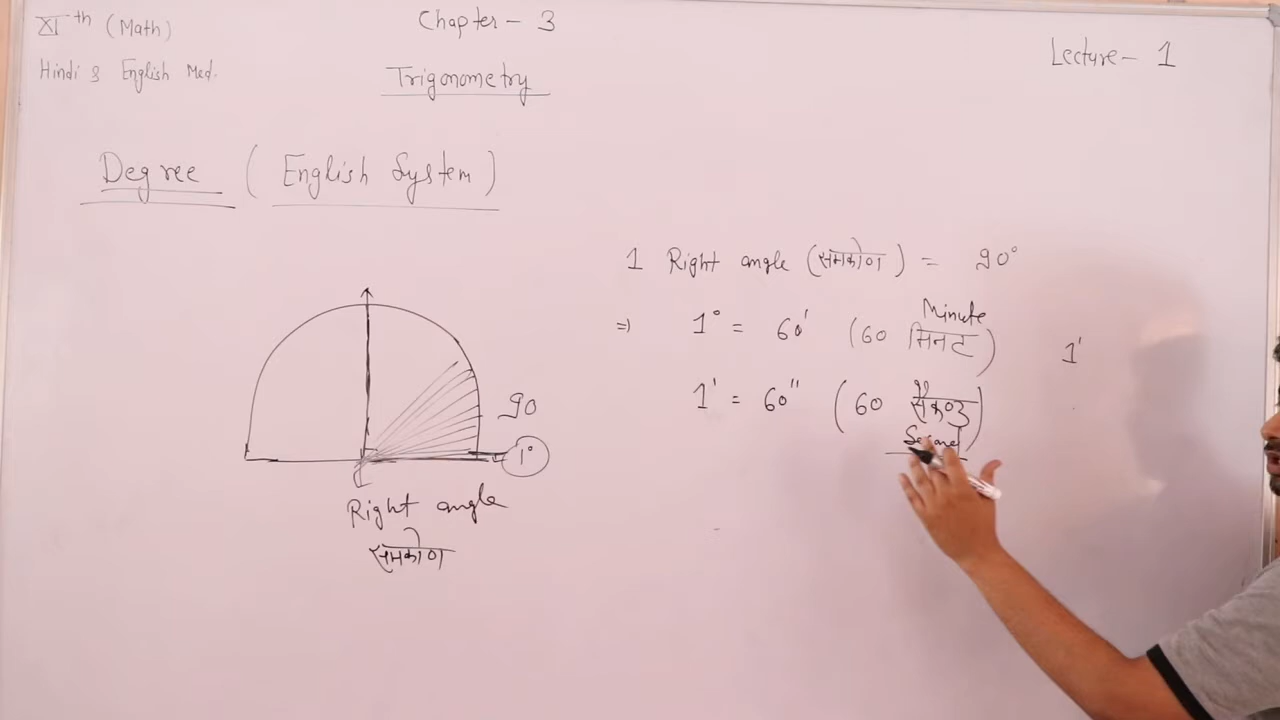 XI th (Math)
Hindi & English Med.
Chapter - 3
Trigonometry
Lecture - 1
Degree ( English System )
1 Right angle (समकोण) = 90°
Minute
⇒ 1° = 60' (60 मिनट) 1'
1' = 60" (60 सैकण्ड)
90
1°
Right angle
समकोण